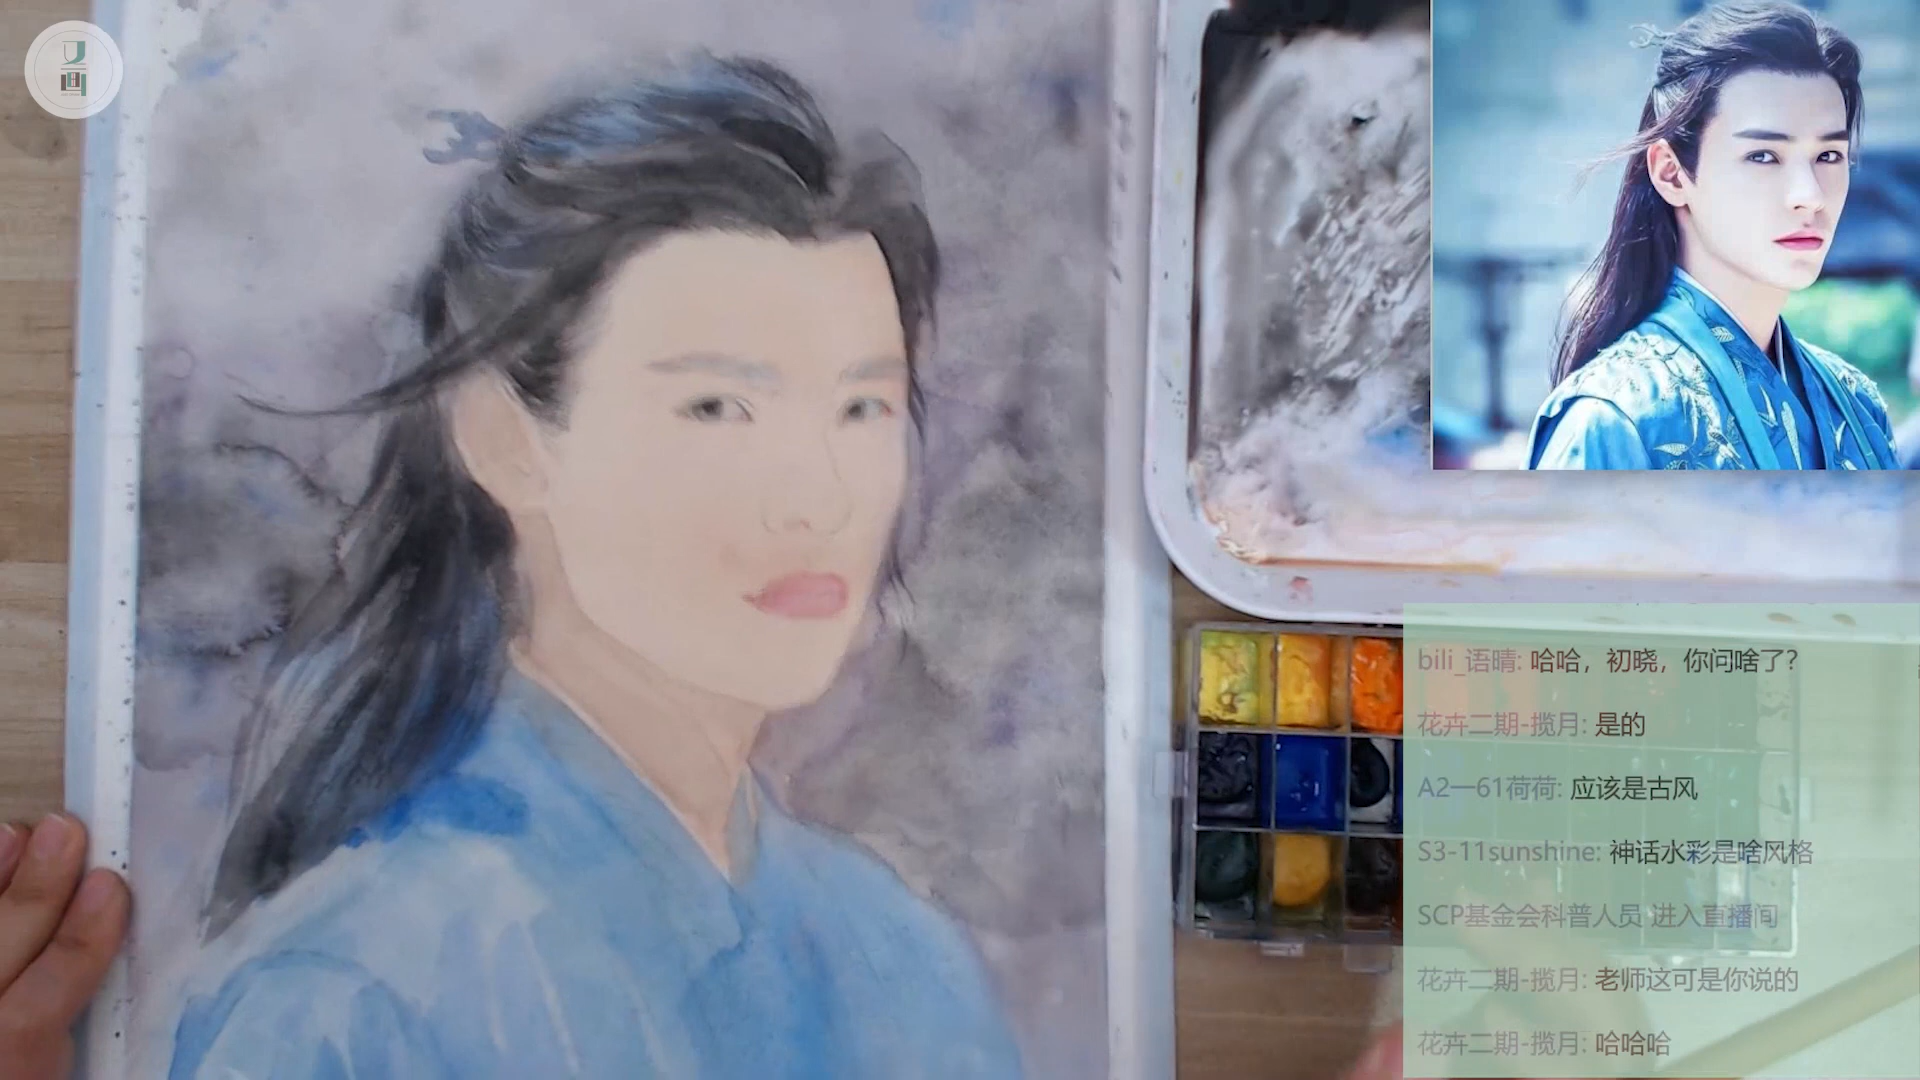 画
bili_语晴: 哈哈，初晓，你问啥了？
花卉二期-揽月: 是的
A2一61荷荷: 应该是古风
S3-11sunshine: 神话水彩是啥风格
SCP基金会科普人员 进入直播间
花卉二期-揽月: 老师这可是你说的
花卉二期-揽月: 哈哈哈